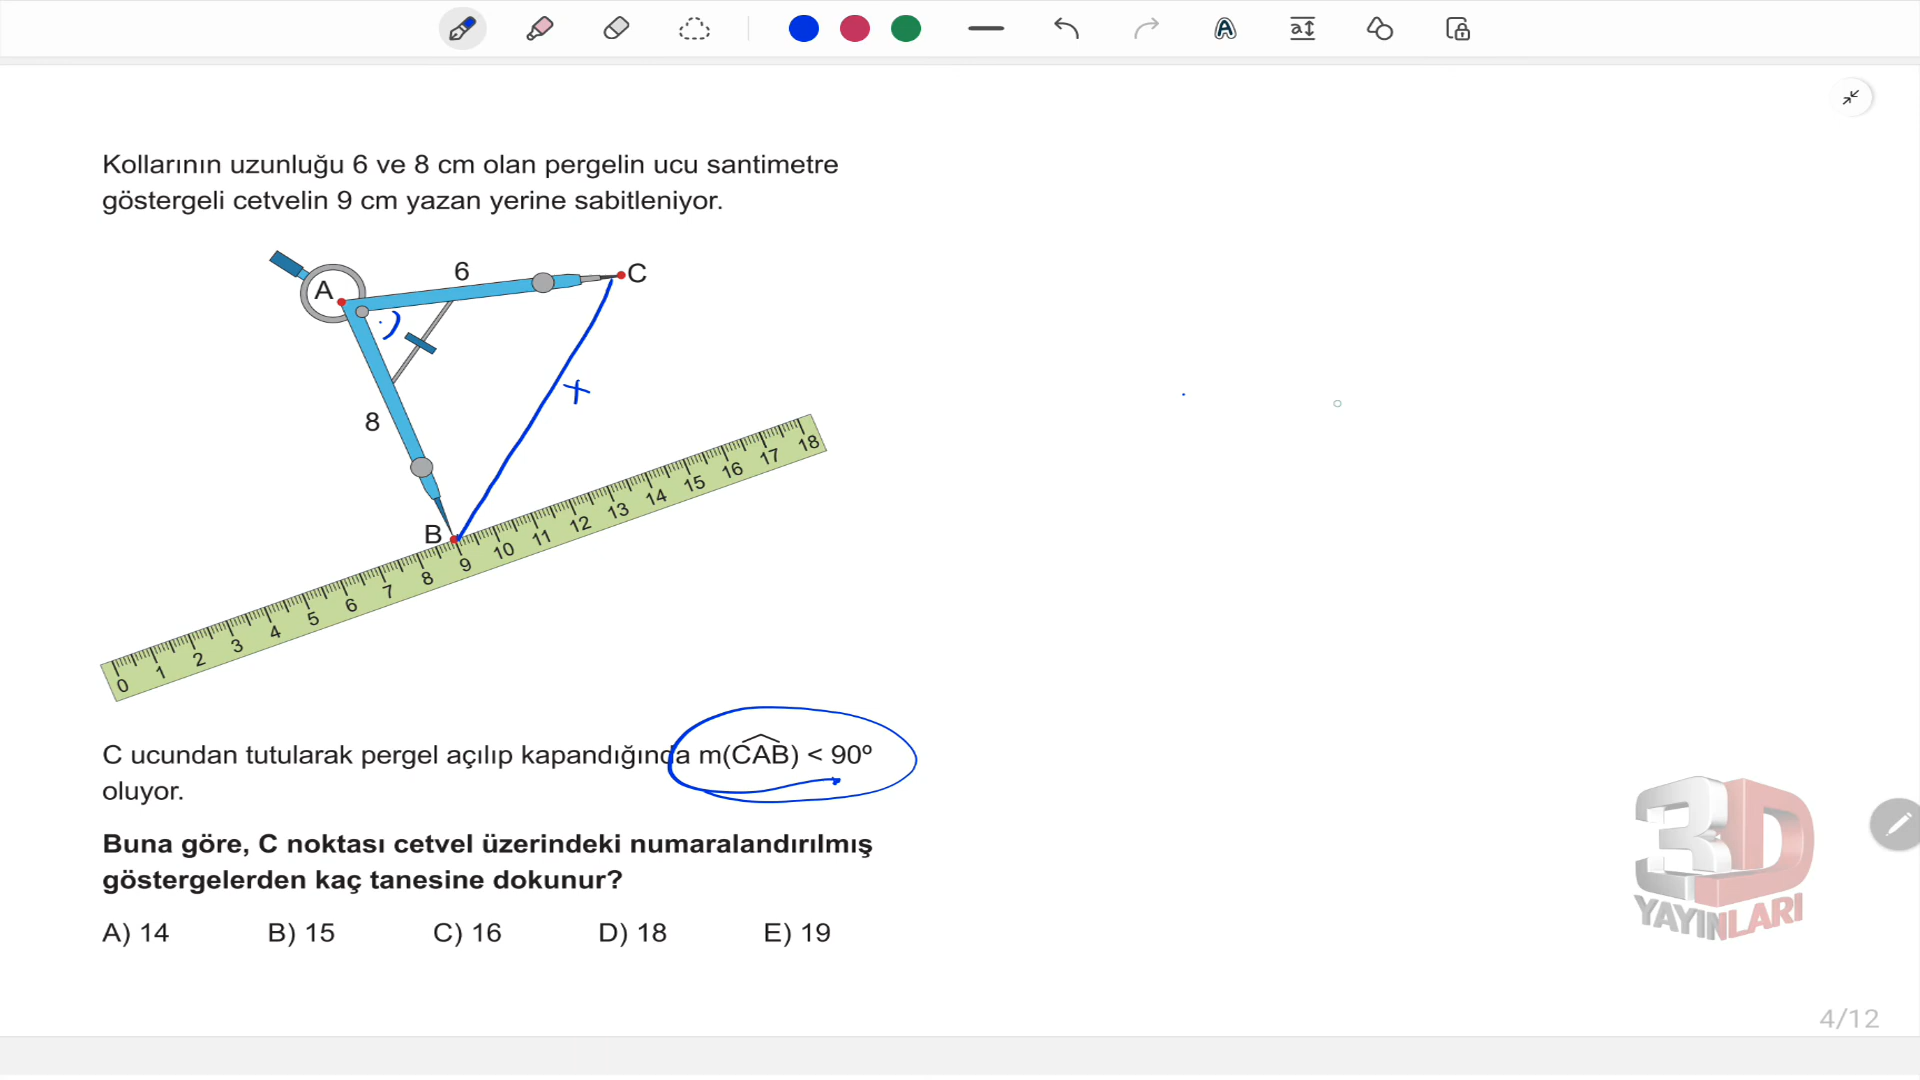 A
aI
Kollarının uzunluğu 6 ve 8 cm olan pergelin ucu santimetre
göstergeli cetvelin 9 cm yazan yerine sabitleniyor.
A
6
C
8
x
B
0 1 2 3 4 5 6 7 8 9 10 11 12 13 14 15 16 17 18
C ucundan tutularak pergel açılıp kapandığında m(CAB) < 90º
oluyor.
Buna göre, C noktası cetvel üzerindeki numaralandırılmış
göstergelerden kaç tanesine dokunur?
A) 14 B) 15 C) 16 D) 18 E) 19
3D
YAYINLARI
4/12